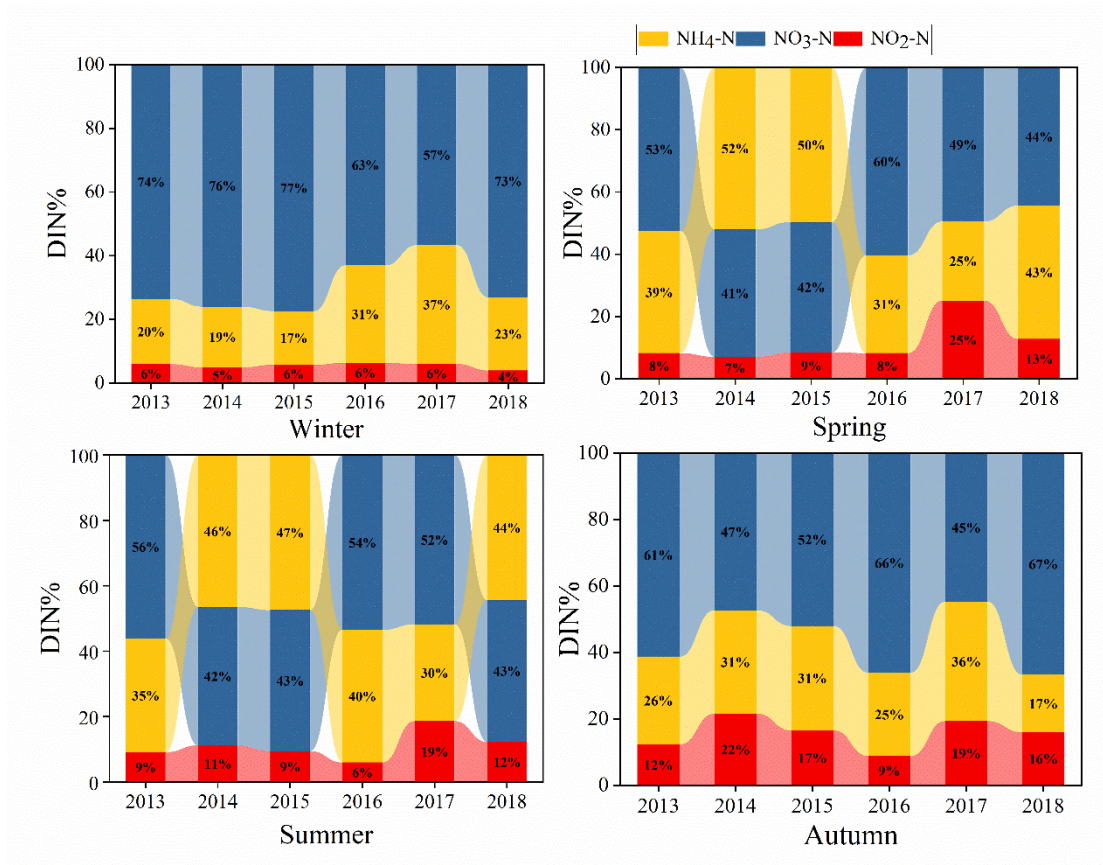 NH4-N NO3-N NO2-N
100
80
60
40
20
0
DIN%
74% 76% 77% 63% 57% 73%
20% 19% 17% 31% 37% 23%
6% 5% 6% 6% 6% 4%
2013 2014 2015 2016 2017 2018
Winter
100
80
60
40
20
0
DIN%
53% 52% 50% 60% 49% 44%
39% 41% 42% 31% 25% 43%
8% 7% 9% 8% 25% 13%
2013 2014 2015 2016 2017 2018
Spring
100
80
60
40
20
0
DIN%
56% 46% 47% 54% 52% 44%
35% 42% 43% 40% 30% 43%
9% 11% 9% 6% 19% 12%
2013 2014 2015 2016 2017 2018
Summer
100
80
60
40
20
0
DIN%
61% 47% 52% 66% 45% 67%
26% 31% 31% 25% 36% 17%
12% 22% 17% 9% 19% 16%
2013 2014 2015 2016 2017 2018
Autumn